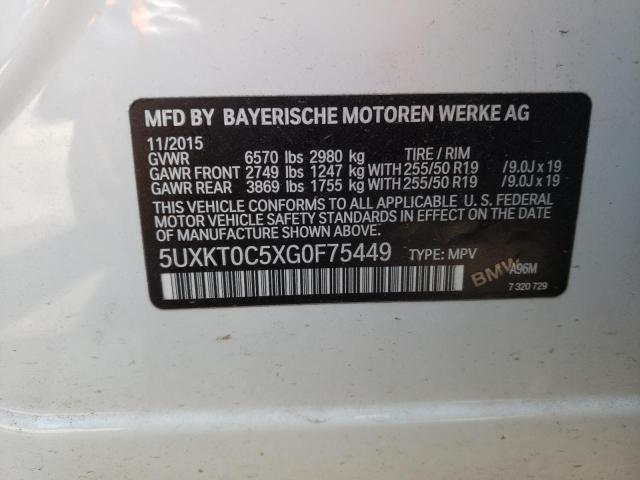 MFD BY BAYERISCHE MOTOREN WERKE AG
11/2015
GVWR 6570 lbs 2980 kg TIRE / RIM
GAWR FRONT 2749 lbs 1247 kg WITH 255/50 R19 /9.0J x 19
GAWR REAR 3869 lbs 1755 kg WITH 255/50 R19 /9.0J x 19
THIS VEHICLE CONFORMS TO ALL APPLICABLE U. S. FEDERAL
MOTOR VEHICLE SAFETY STANDARDS IN EFFECT ON THE DATE
OF MANUFACTURE SHOWN ABOVE.
5UXKT0C5XG0F75449 TYPE: MPV
BMW A96M
7 320 729